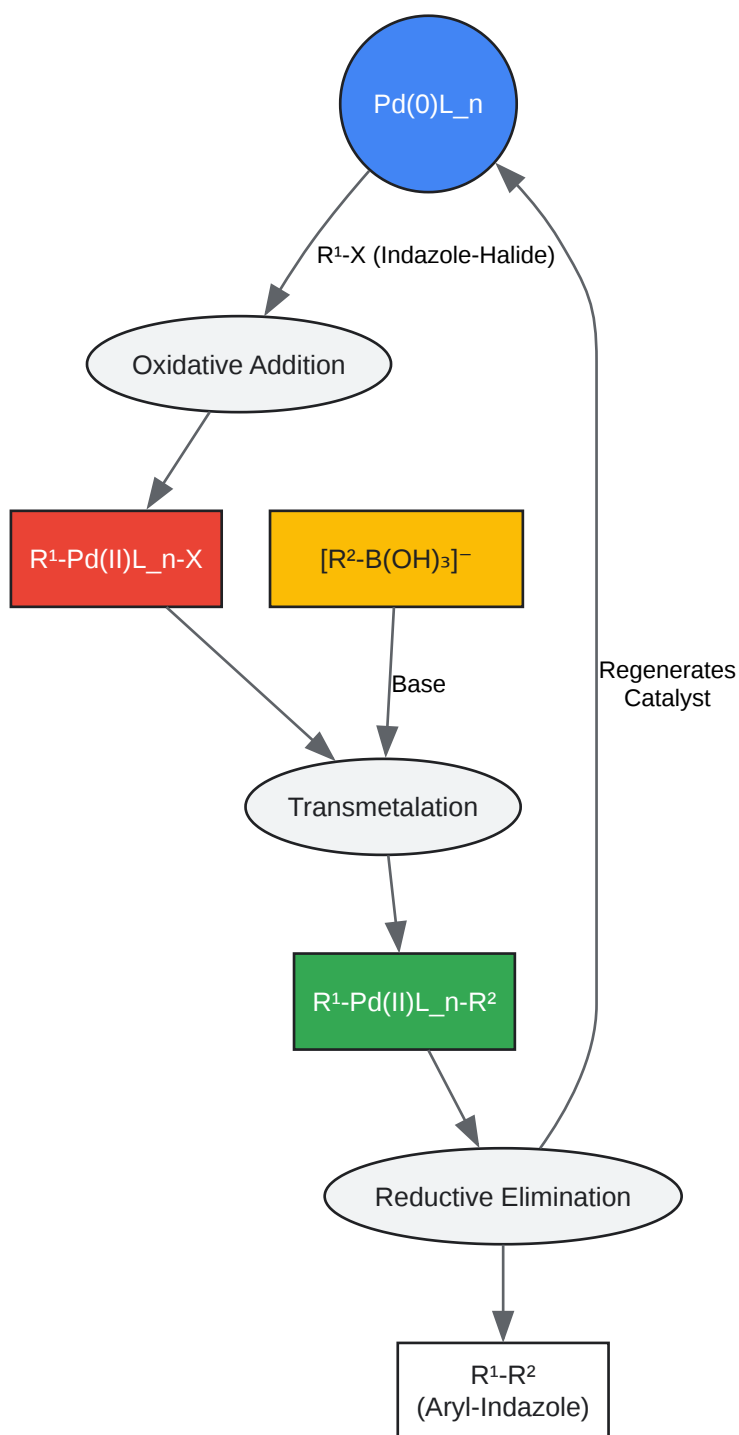 Pd(0)L_n
R¹-X (Indazole-Halide)
Oxidative Addition
R¹-Pd(II)L_n-X
[R²-B(OH)₃]⁻
Base
Regenerates
Catalyst
Transmetalation
R¹-Pd(II)L_n-R²
Reductive Elimination
R¹-R²
(Aryl-Indazole)